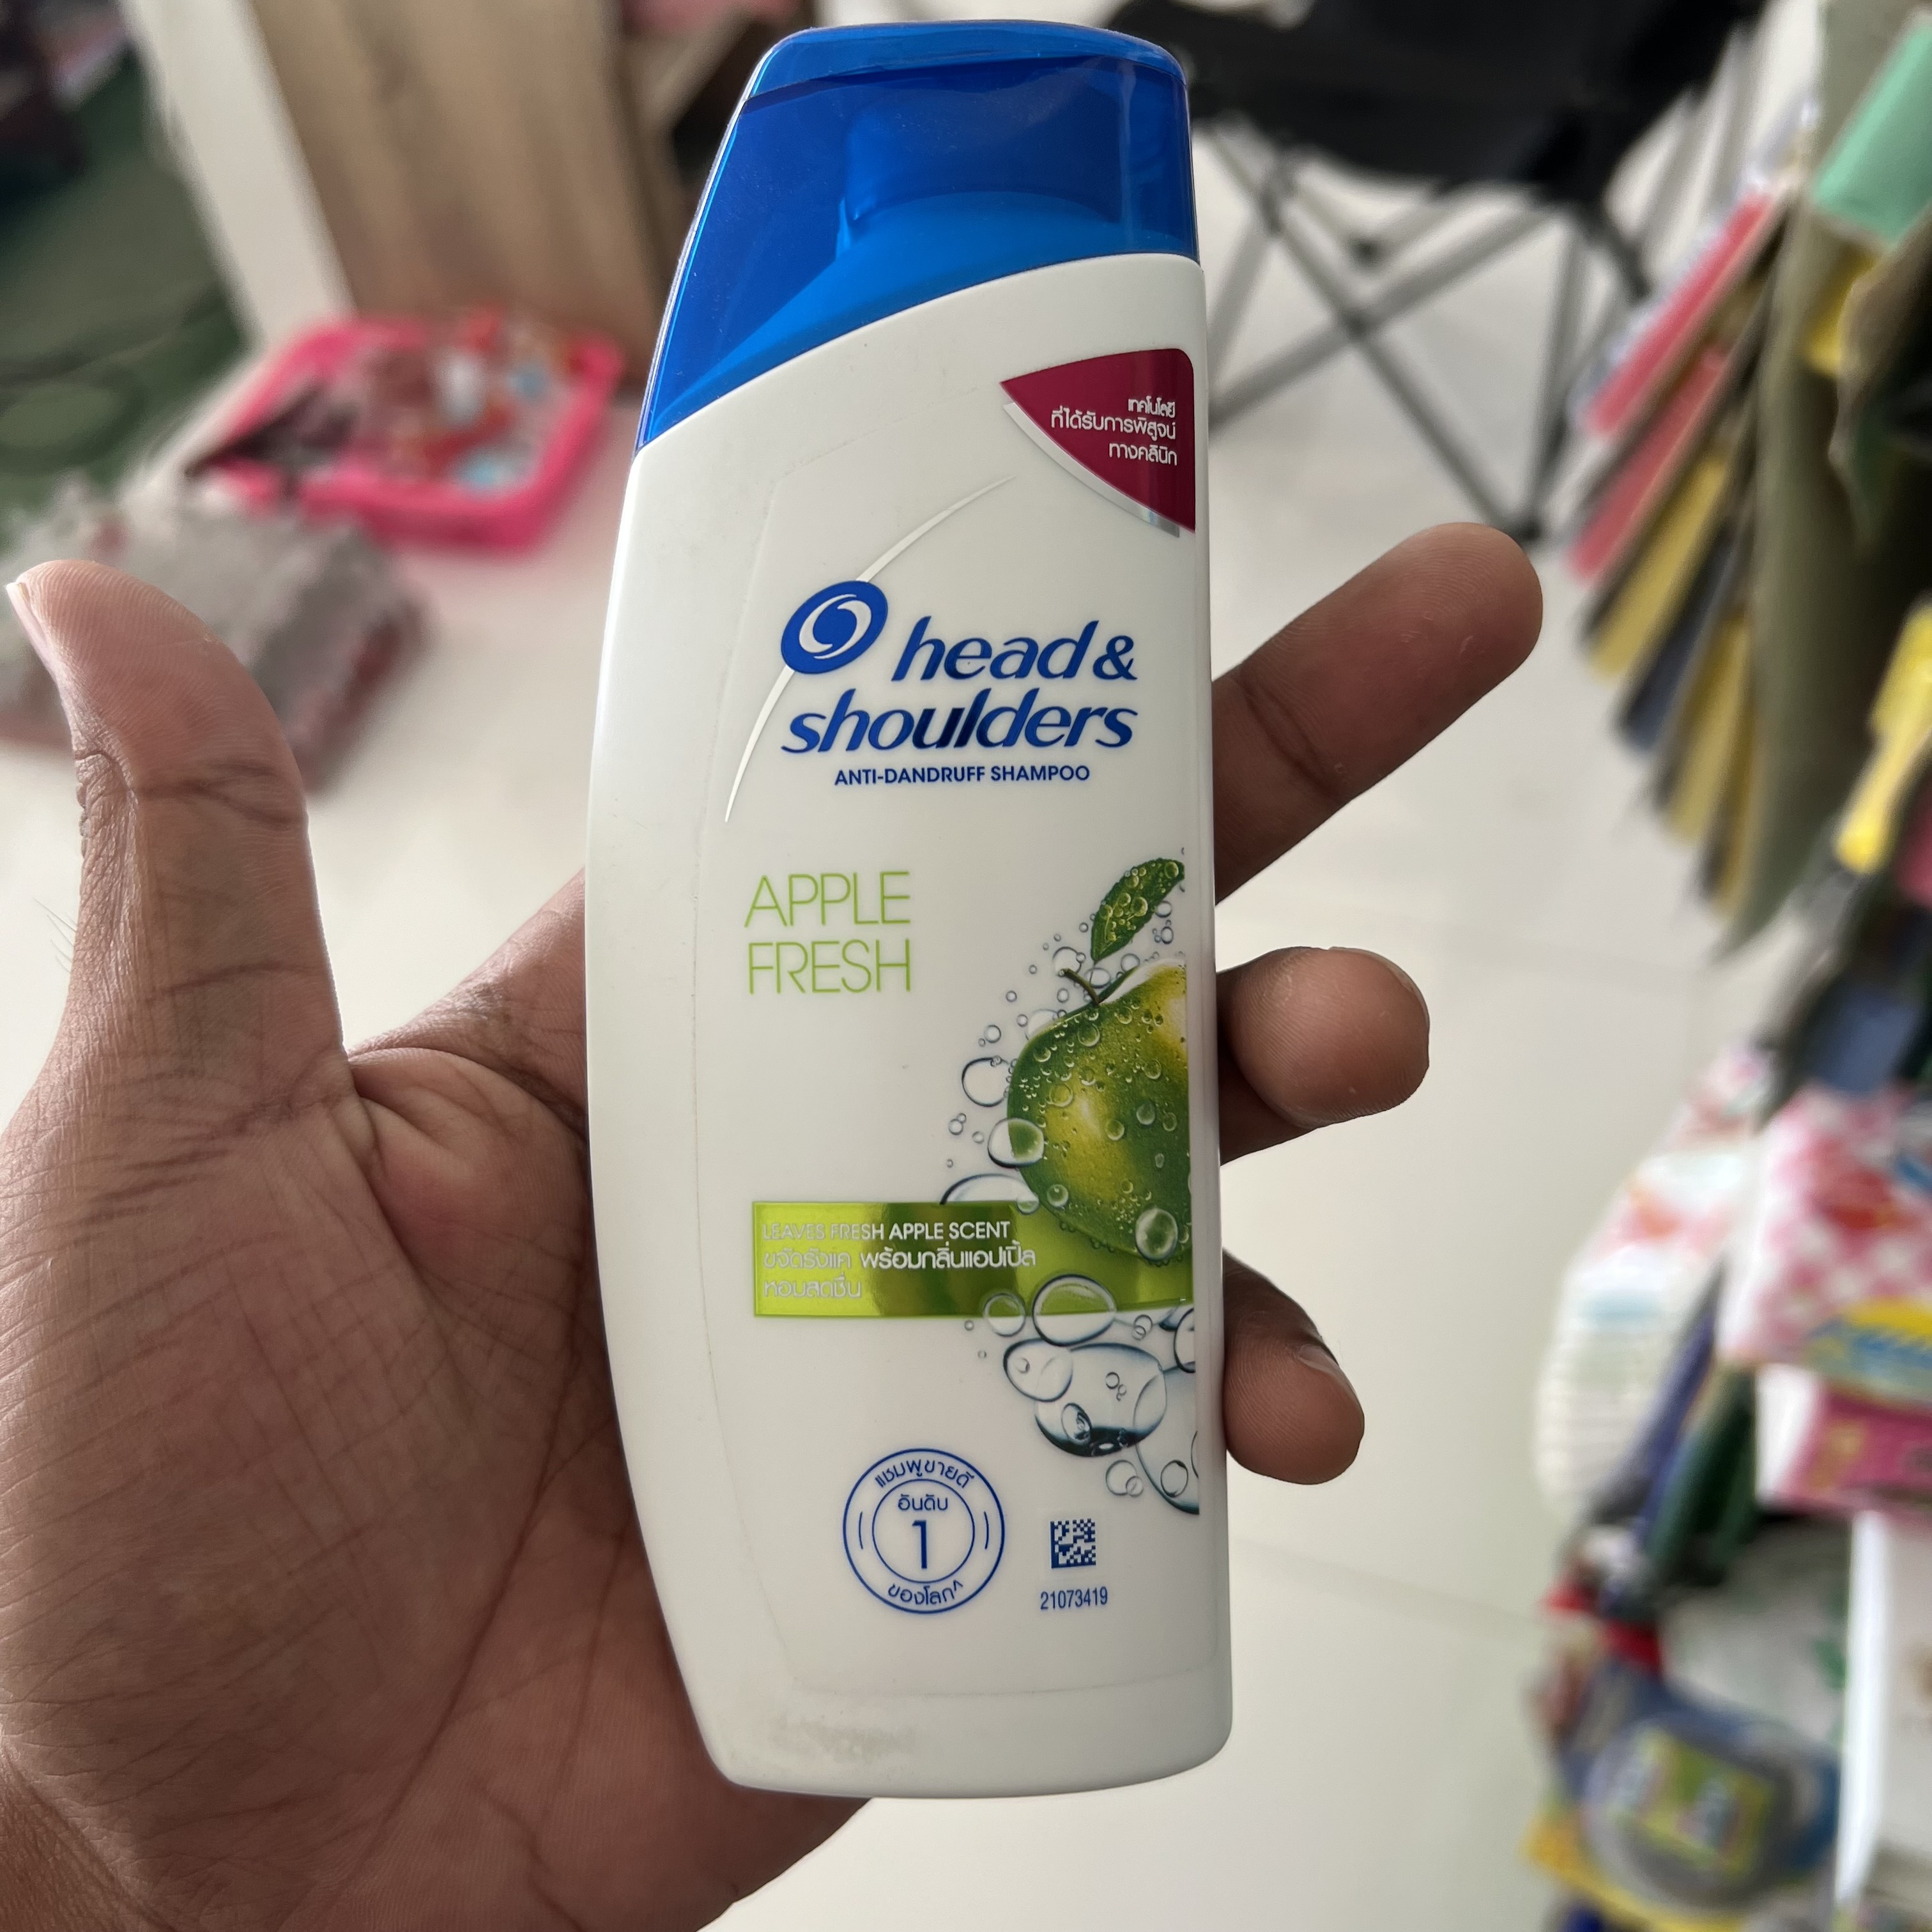 เทคโนโลยี
ที่ได้รับการพิสูจน์
ทางคลินิก
head &
shoulders
ANTI-DANDRUFF SHAMPOO
APPLE
FRESH
LEAVES FRESH APPLE SCENT
ขจัดรังแค พร้อมกลิ่นแอปเปิ้ล
หอมสดชื่น
แชมพูขายดี
อันดับ
1
ของโลก^
21073419